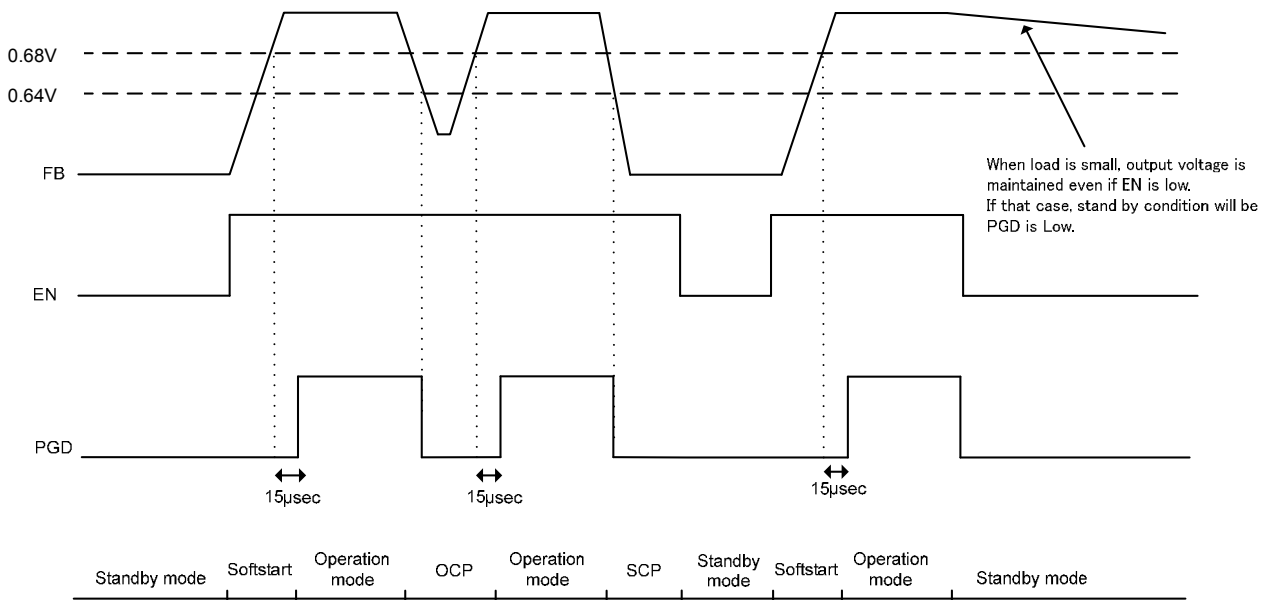 0.68V
0.64V
FB
When load is small, output voltage is
maintained even if EN is low.
If that case, stand by condition will be
PGD is Low.
EN
PGD
15μsec
15μsec
15μsec
Standby mode
Softstart
Operation
mode
OCP
Operation
mode
SCP
Standby
mode
Softstart
Operation
mode
Standby mode